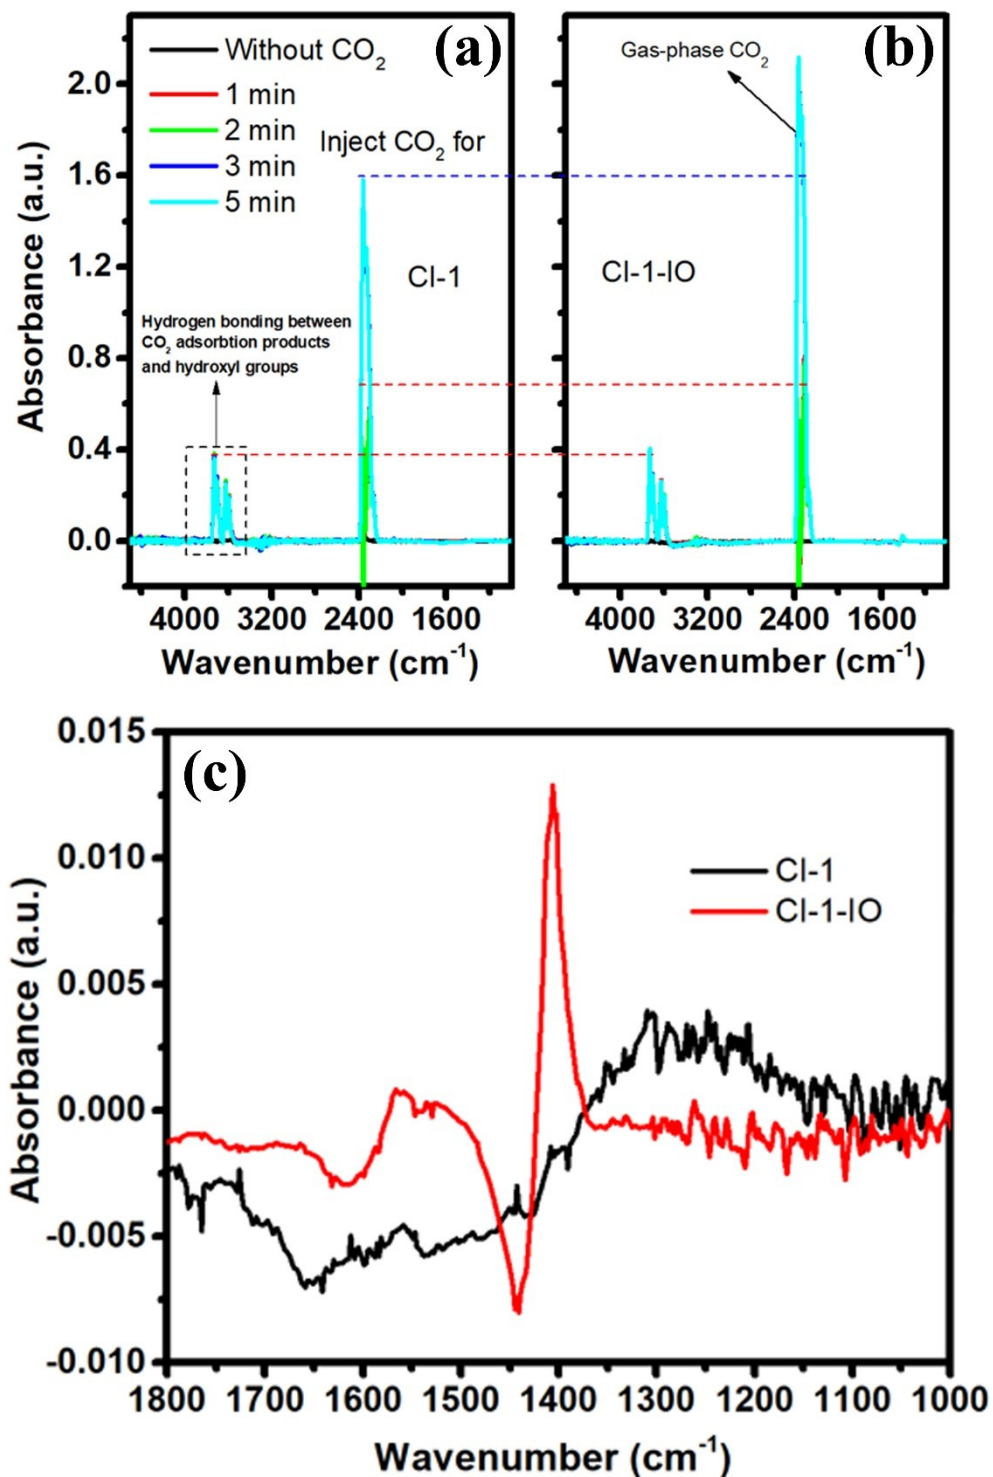 (a)
Without CO2
1 min
2 min
3 min
5 min
Inject CO2 for
Cl-1
Hydrogen bonding between
CO2 adsorbtion products
and hydroxyl groups
2.0
1.6
1.2
0.8
0.4
0.0
Absorbance (a.u.)
4000 3200 2400 1600
Wavenumber (cm-1)
(b)
Gas-phase CO2
Cl-1-IO
4000 3200 2400 1600
Wavenumber (cm-1)
(c)
0.015
0.010
0.005
0.000
-0.005
-0.010
Absorbance (a.u.)
Cl-1
Cl-1-IO
1800 1700 1600 1500 1400 1300 1200 1100 1000
Wavenumber (cm-1)